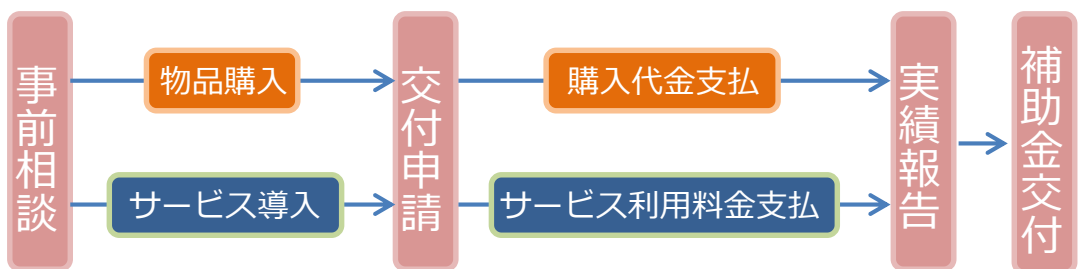 事前相談
物品購入
サービス導入
交付申請
購入代金支払
サービス利用料金支払
実績報告
補助金交付